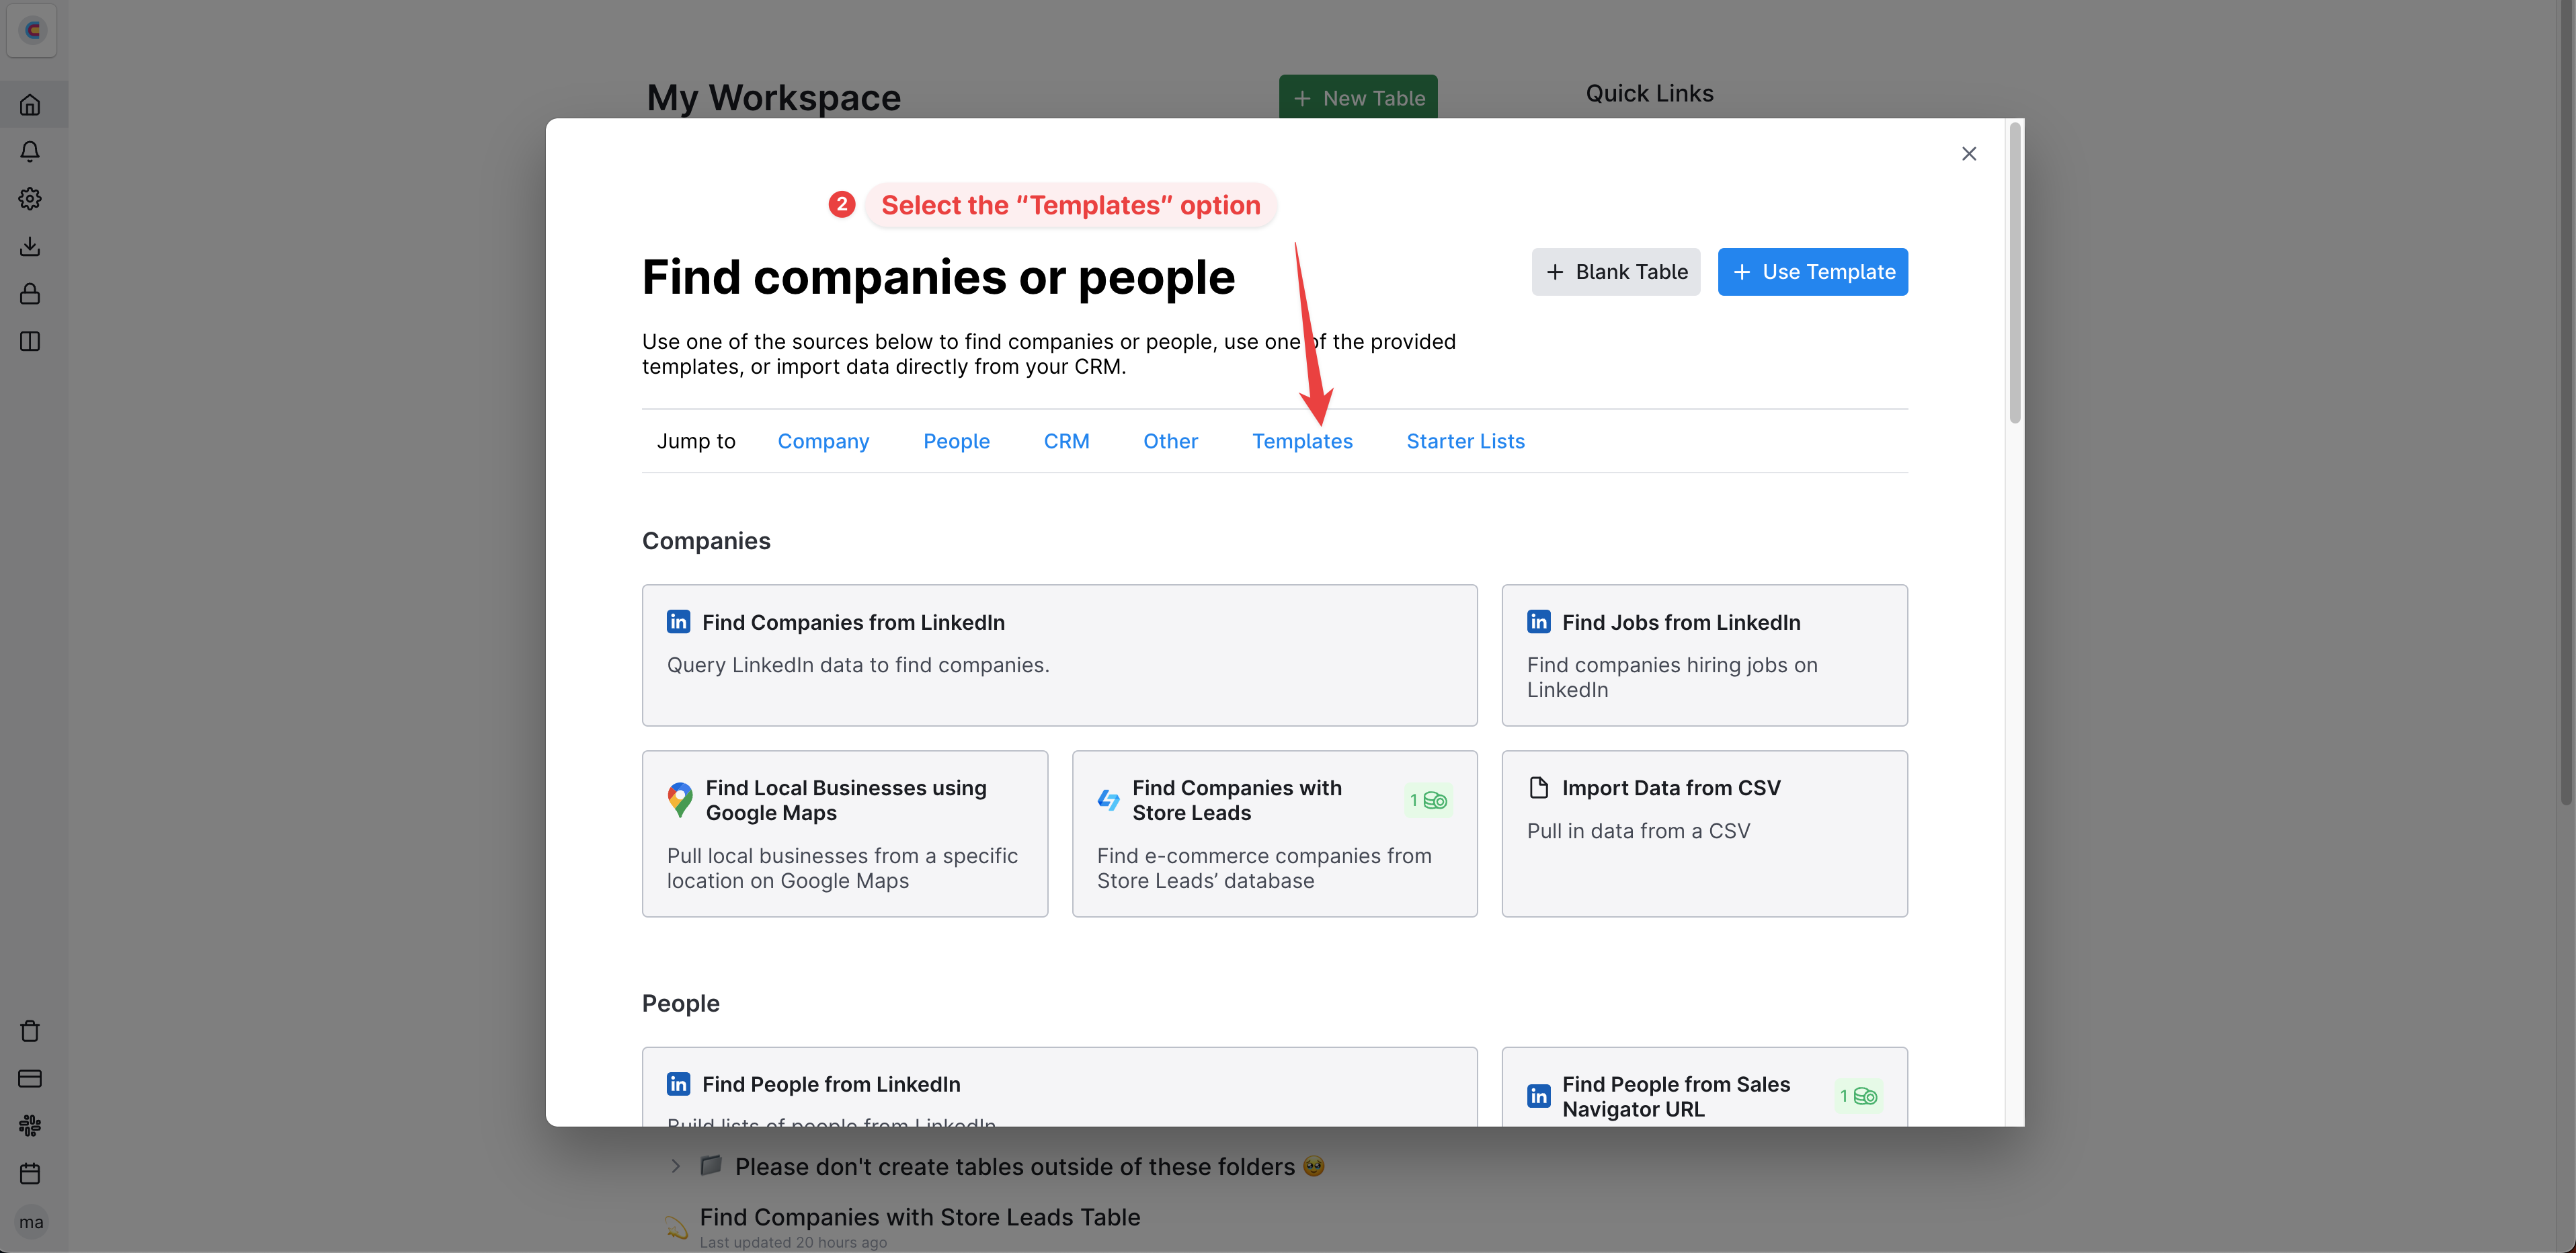 My Workspace
+ New Table
Quick Links
2 Select the "Templates" option
Find companies or people
+ Blank Table
+ Use Template
Use one of the sources below to find companies or people, use one of the provided
templates, or import data directly from your CRM.
Jump to Company People CRM Other Templates Starter Lists
Companies
Find Companies from LinkedIn
Query LinkedIn data to find companies.
Find Jobs from LinkedIn
Find companies hiring jobs on
LinkedIn
Find Local Businesses using
Google Maps
Pull local businesses from a specific
location on Google Maps
Find Companies with
Store Leads
1
Find e-commerce companies from
Store Leads’ database
Import Data from CSV
Pull in data from a CSV
People
Find People from LinkedIn
Build lists of people from LinkedIn
Find People from Sales
Navigator URL
1
Please don't create tables outside of these folders 🥹
Find Companies with Store Leads Table
Last updated 20 hours ago
ma